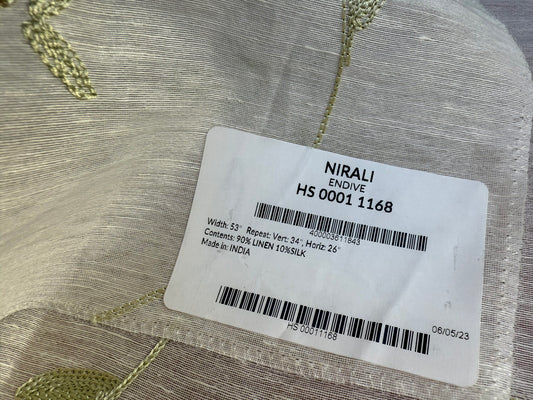 NIRALI
ENDIVE
HS 0001 1168
400003611843
Width: 53" Repeat: Vert: 34", Horiz: 26"
Contents: 90% LINEN 10%SILK
Made in: INDIA
HS 00011168
06/05/23